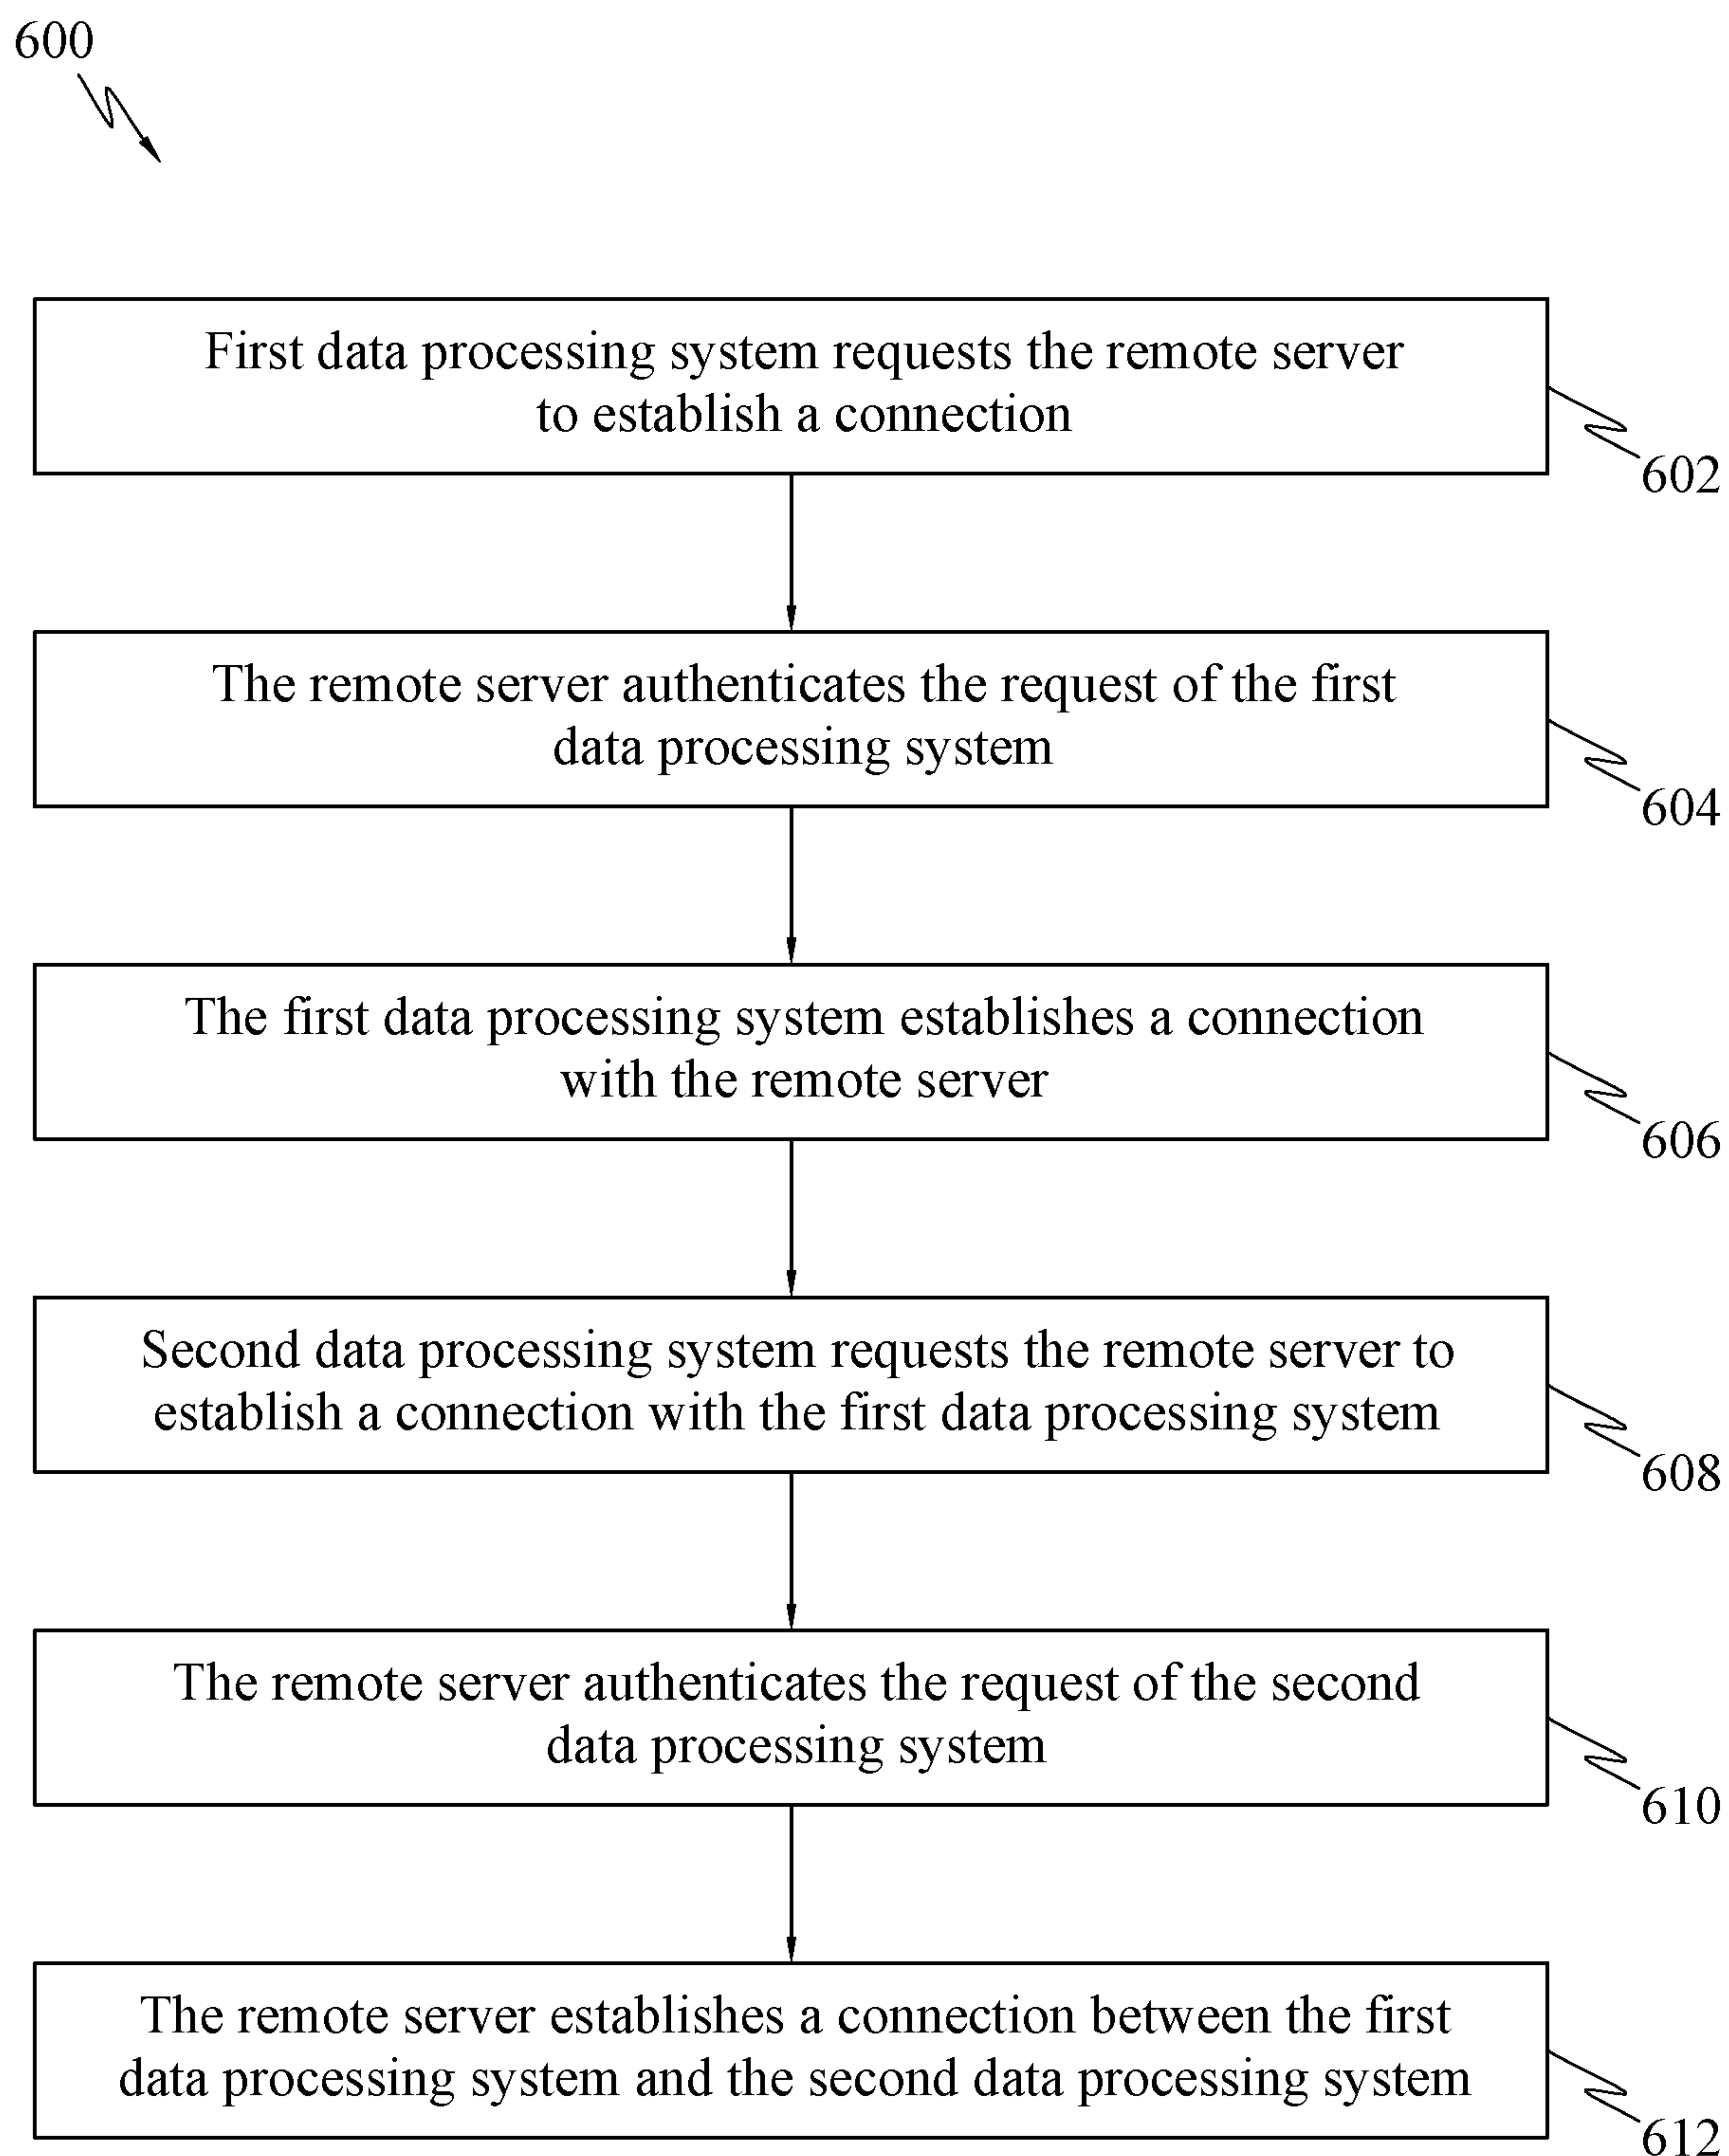 600
First data processing system requests the remote server
to establish a connection
602
The remote server authenticates the request of the first
data processing system
604
The first data processing system establishes a connection
with the remote server
606
Second data processing system requests the remote server to
establish a connection with the first data processing system
608
The remote server authenticates the request of the second
data processing system
610
The remote server establishes a connection between the first
data processing system and the second data processing system
612